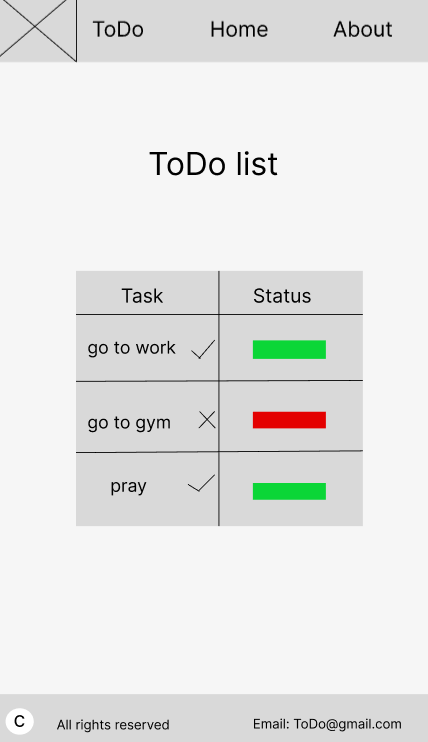 ToDo Home About
ToDo list
Task Status
go to work
go to gym
pray
C All rights reserved Email: ToDo@gmail.com